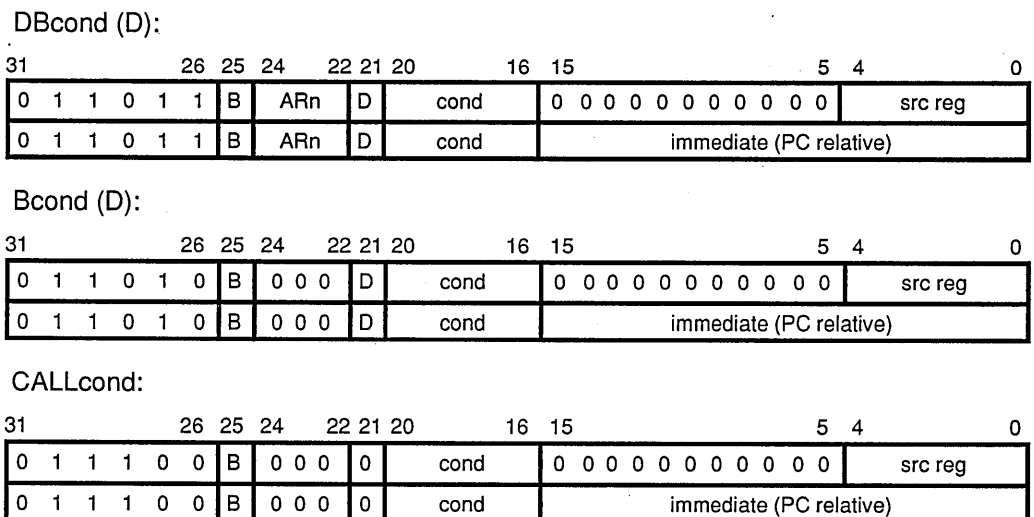 DBcond (D):
31 26 25 24 22 21 20 16 15 5 4 0
0 1 1 0 1 1 B ARn D cond 0 0 0 0 0 0 0 0 0 0 0 src reg
0 1 1 0 1 1 B ARn D cond immediate (PC relative)
Bcond (D):
31 26 25 24 22 21 20 16 15 5 4 0
0 1 1 0 1 0 B 0 0 0 D cond 0 0 0 0 0 0 0 0 0 0 0 src reg
0 1 1 0 1 0 B 0 0 0 D cond immediate (PC relative)
CALLcond:
31 26 25 24 22 21 20 16 15 5 4 0
0 1 1 1 0 0 B 0 0 0 0 cond 0 0 0 0 0 0 0 0 0 0 0 src reg
0 1 1 1 0 0 B 0 0 0 0 cond immediate (PC relative)